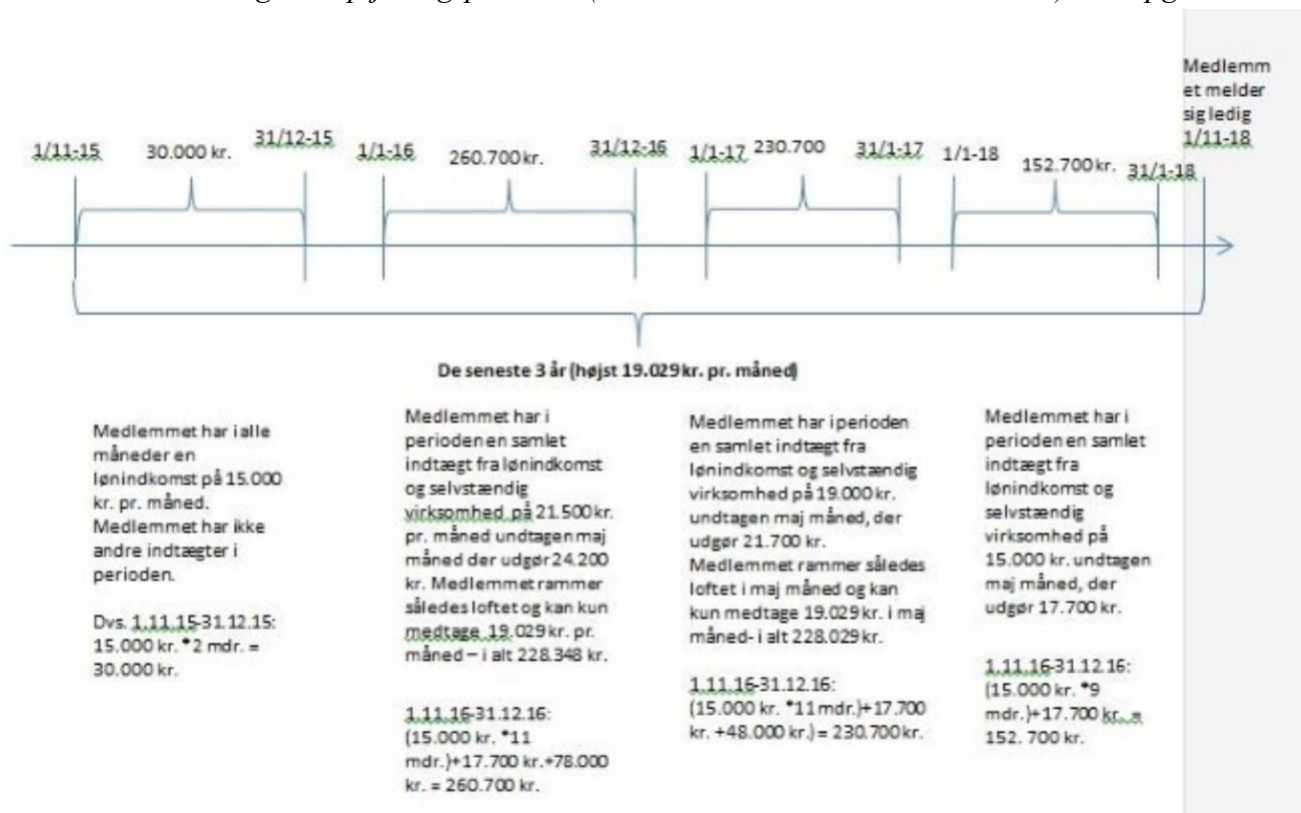 Medlemm
et melder
sig ledig
1/11-18
1/11-15
30.000 kr.
31/12-15
1/1-16
260.700 kr.
31/12-16
1/1-17
230.700
31/1-17
1/1-18
152.700 kr.
31/1-18
De seneste 3 år (højst 19.029 kr. pr. måned)
Medlemmet har i alle
måneder en
lønindkomst på 15.000
kr. pr. måned.
Medlemmet har ikke
andre indtægter i
perioden.
Dvs. 1.11.15-31.12.15:
15.000 kr. *2 mdr. =
30.000 kr.
Medlemmet har i
perioden en samlet
indtægt fra lønindkomst
og selvstændig
virksomhed på 21.500 kr.
pr. måned undtagen maj
måned der udgør 24.200
kr. Medlemmet rammer
således loftet og kan kun
medtage 19.029 kr. pr.
måned – i alt 228.348 kr.
1.11.16-31.12.16:
(15.000 kr. *11
mdr.)+17.700 kr.+78.000
kr. = 260.700 kr.
Medlemmet har i perioden
en samlet indtægt fra
lønindkomst og selvstændig
virksomhed på 19.000 kr.
undtagen maj måned, der
udgør 21.700 kr.
Medlemmet rammer således
loftet i maj måned og kan
kun medtage 19.029 kr. i maj
måned- i alt 228.029 kr.
1.11.16-31.12.16:
(15.000 kr. *11 mdr.)+17.700
kr. +48.000 kr.) = 230.700 kr.
Medlemmet har i
perioden en samlet
indtægt fra
lønindkomst og
selvstændig
virksomhed på
15.000 kr. undtagen
maj måned, der
udgør 17.700 kr.
1.11.16-31.12.16:
(15.000 kr. *9
mdr.)+17.700 kr. =
152. 700 kr.